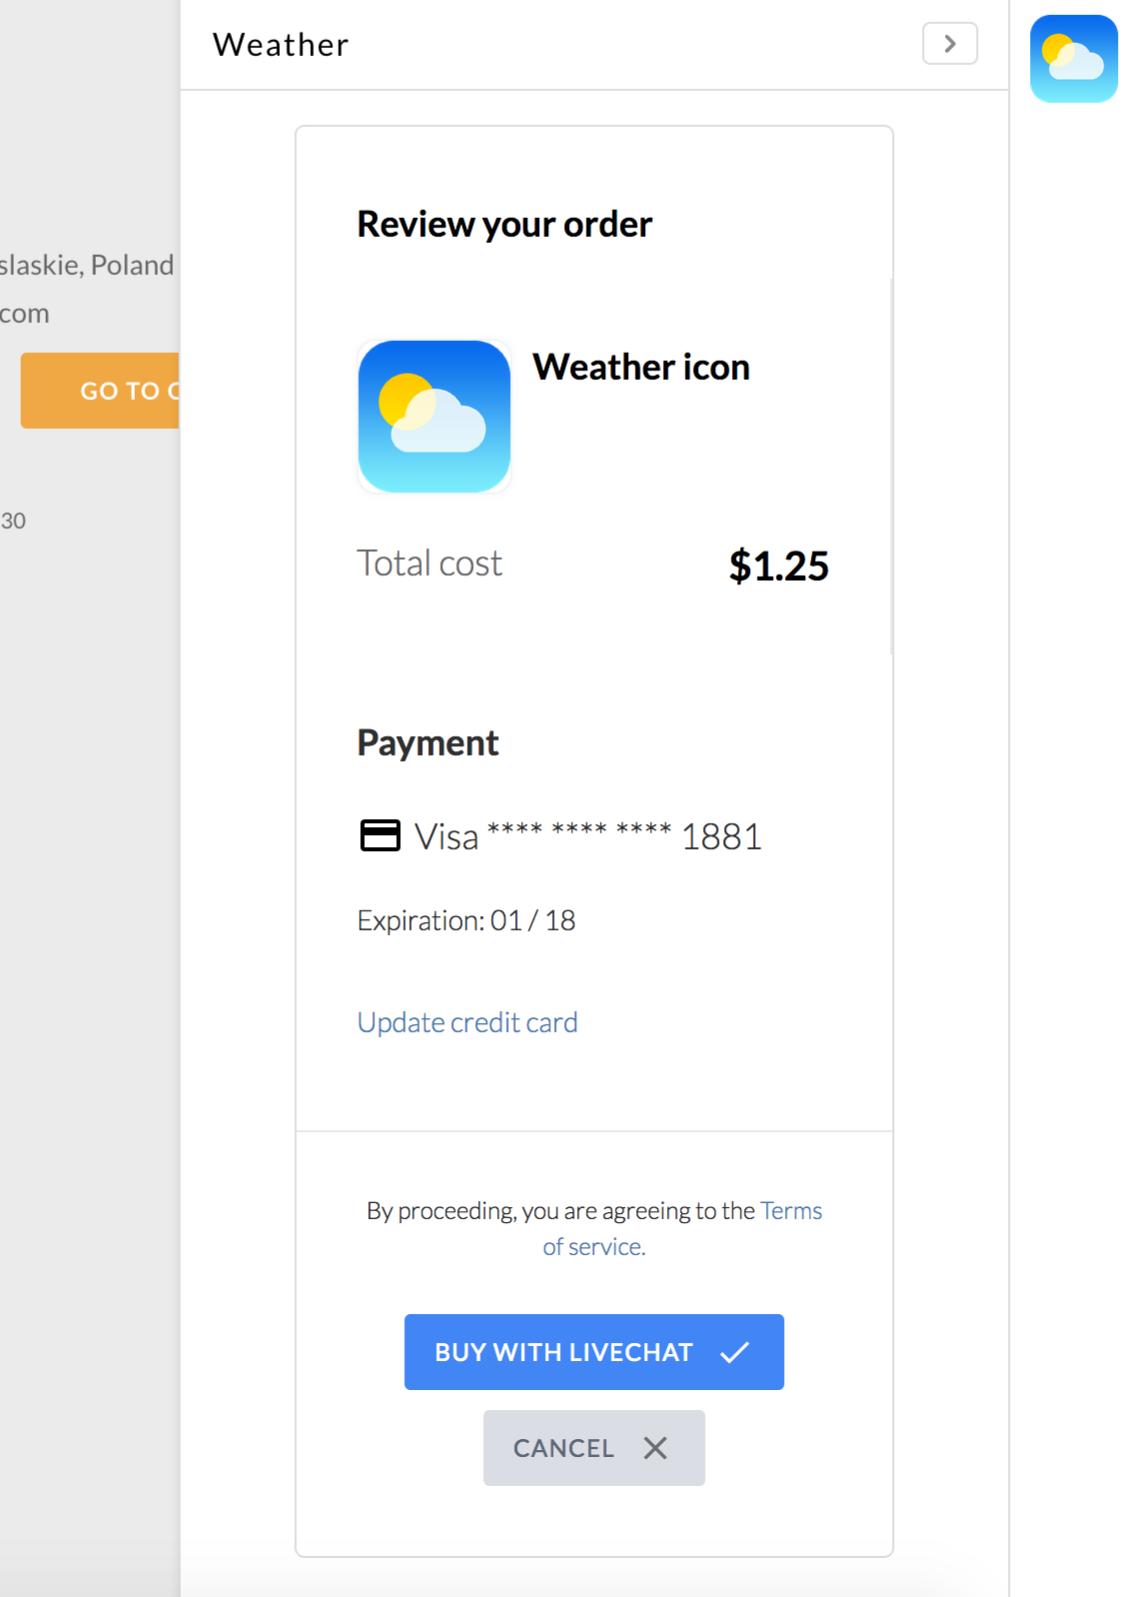 Weather
slaskie, Poland
.com
GO TO
30
Review your order
Weather icon
Total cost
$1.25
Payment
Visa **** **** **** 1881
Expiration: 01 / 18
Update credit card
By proceeding, you are agreeing to the Terms
of service.
BUY WITH LIVECHAT
CANCEL